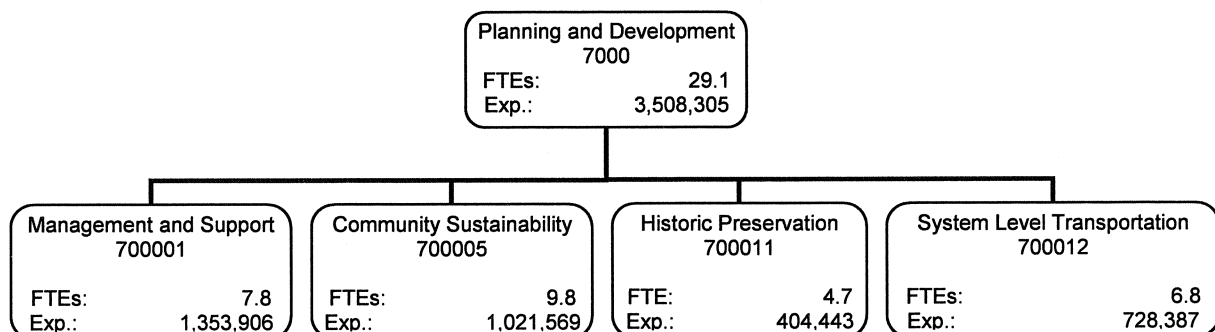 Planning and Development
7000
FTEs: 29.1
Exp.: 3,508,305
Management and Support
700001
FTEs: 7.8
Exp.: 1,353,906
Community Sustainability
700005
FTEs: 9.8
Exp.: 1,021,569
Historic Preservation
700011
FTE: 4.7
Exp.: 404,443
System Level Transportation
700012
FTEs: 6.8
Exp.: 728,387